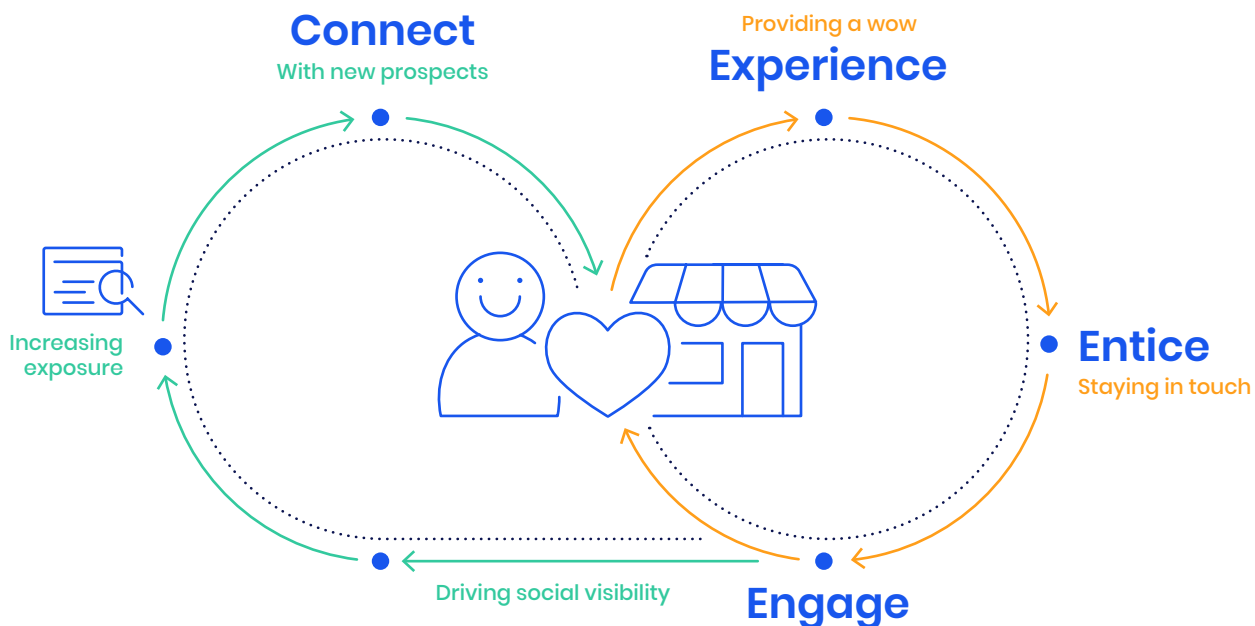 Connect
With new prospects
Providing a wow
Experience
Increasing
exposure
Entice
Staying in touch
Driving social visibility
Engage